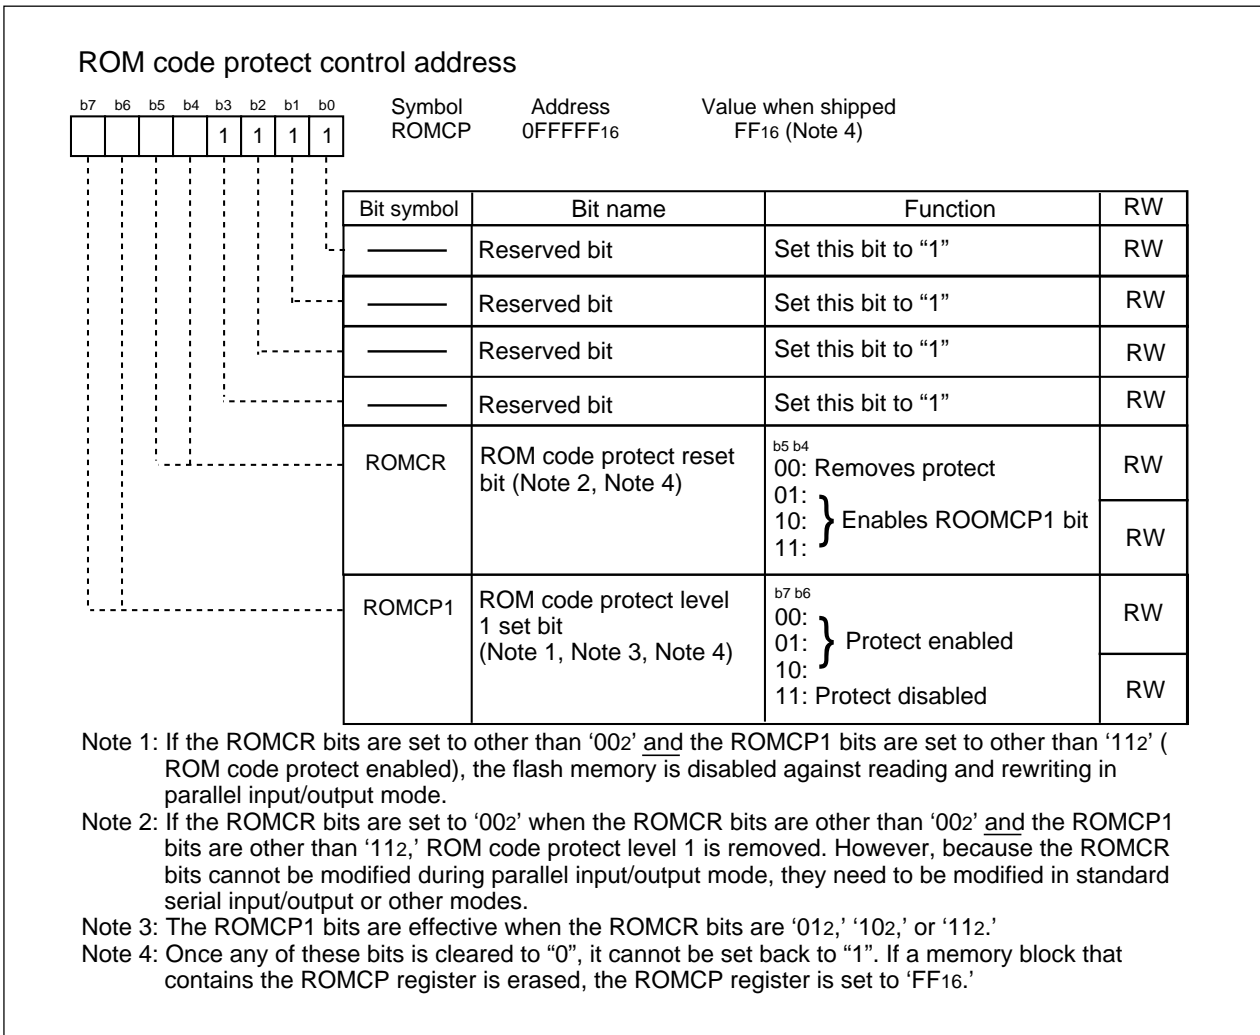 ROM code protect control address
b7 b6 b5 b4 b3 b2 b1 b0
1 1 1 1
Symbol Address Value when shipped
ROMCP 0FFFFF16 FF16 (Note 4)
Bit symbol Bit name Function RW
Reserved bit Set this bit to “1” RW
Reserved bit Set this bit to “1” RW
Reserved bit Set this bit to “1” RW
Reserved bit Set this bit to “1” RW
ROMCR ROM code protect reset
bit (Note 2, Note 4)
b5 b4
00: Removes protect
01:
10: } Enables ROOMCP1 bit
11:
RW
RW
ROMCP1 ROM code protect level
1 set bit
(Note 1, Note 3, Note 4)
b7 b6
00:
01: } Protect enabled
10:
11: Protect disabled
RW
RW
Note 1: If the ROMCR bits are set to other than ‘002’ and the ROMCP1 bits are set to other than ‘112’ (
ROM code protect enabled), the flash memory is disabled against reading and rewriting in
parallel input/output mode.
Note 2: If the ROMCR bits are set to ‘002’ when the ROMCR bits are other than ‘002’ and the ROMCP1
bits are other than ‘112,’ ROM code protect level 1 is removed. However, because the ROMCR
bits cannot be modified during parallel input/output mode, they need to be modified in standard
serial input/output or other modes.
Note 3: The ROMCP1 bits are effective when the ROMCR bits are ‘012,’ ‘102,’ or ‘112.’
Note 4: Once any of these bits is cleared to “0”, it cannot be set back to “1”. If a memory block that
contains the ROMCP register is erased, the ROMCP register is set to ‘FF16.’